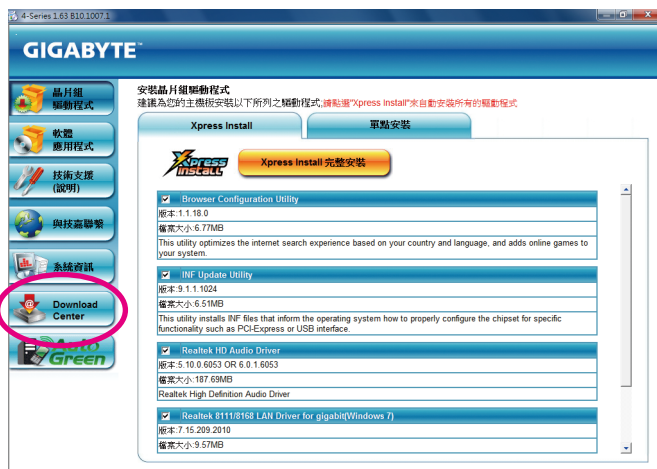 4-Series 1.63 B10.1007.1
GIGABYTE™
晶片組
驅動程式
軟體
應用程式
技術支援
(說明)
與技嘉聯繫
系統資訊
Download
Center
Auto
Green
安裝晶片組驅動程式
建議為您的主機板安裝以下所列之驅動程式,請點選"Xpress Install"來自動安裝所有的驅動程式
Xpress Install
單點安裝
Xpress
INSTALL
Xpress Install 完整安裝
Browser Configuration Utility
版本:1.1.18.0
檔案大小:6.77MB
This utility optimizes the internet search experience based on your country and language, and adds online games to
your system.
INF Update Utility
版本:9.1.1.1024
檔案大小:6.51MB
This utility installs INF files that inform the operating system how to properly configure the chipset for specific
functionality such as PCI-Express or USB interface.
Realtek HD Audio Driver
版本:5.10.0.6053 OR 6.0.1.6053
檔案大小:187.69MB
Realtek High Definition Audio Driver
Realtek 8111/8168 LAN Driver for gigabit(Windows 7)
版本:7.15.209.2010
檔案大小:9.57MB